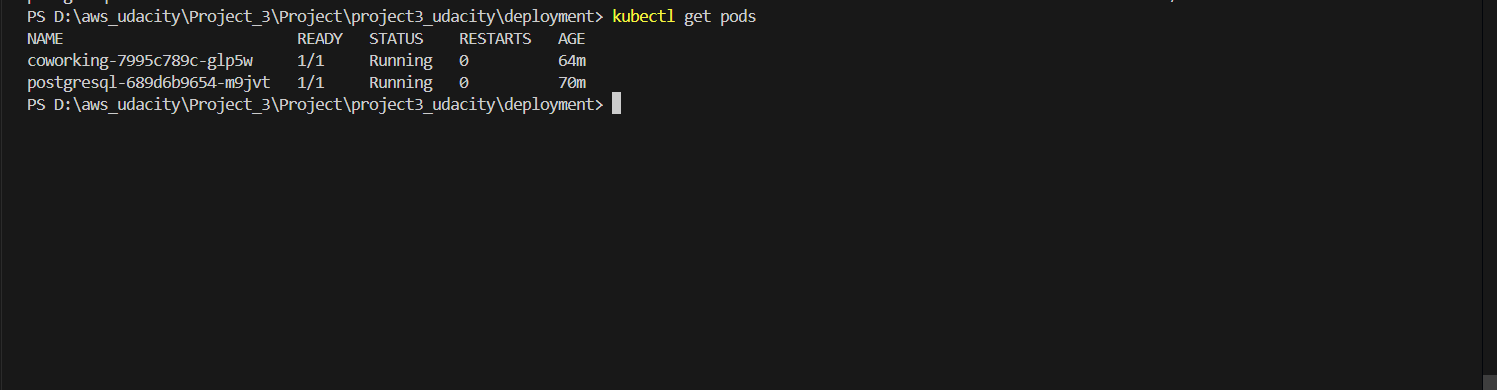 PS D:\aws_udacity\Project_3\Project\project3_udacity\deployment> kubectl get pods
NAME READY STATUS RESTARTS AGE
coworking-7995c789c-glp5w 1/1 Running 0 64m
postgresql-689d6b9654-m9jvt 1/1 Running 0 70m
PS D:\aws_udacity\Project_3\Project\project3_udacity\deployment>